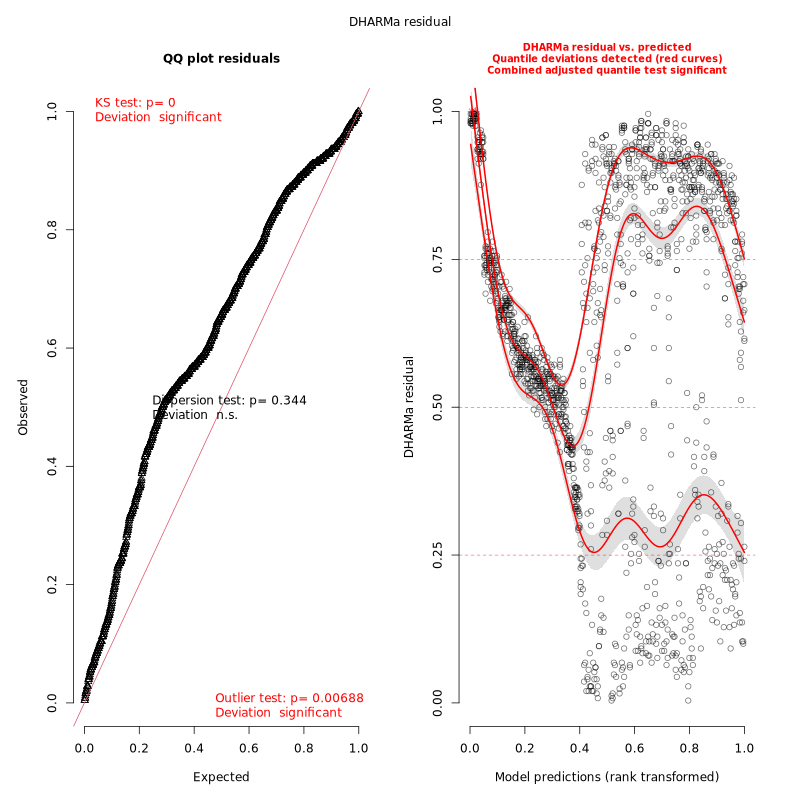 DHARMa residual
QQ plot residuals
KS test: p= 0
Deviation  significant
Dispersion test: p= 0.344
Deviation  n.s.
Outlier test: p= 0.00688
Deviation  significant
Observed
0.0
0.2
0.4
0.6
0.8
1.0
0.0
0.2
0.4
0.6
0.8
1.0
Expected
DHARMa residual vs. predicted
Quantile deviations detected (red curves)
Combined adjusted quantile test significant
DHARMa residual
0.00
0.25
0.50
0.75
1.00
0.0
0.2
0.4
0.6
0.8
1.0
Model predictions (rank transformed)